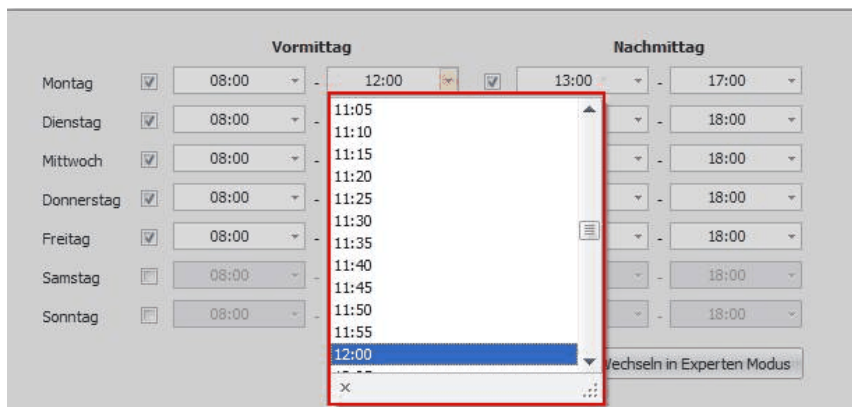 Vormittag Nachmittag
Montag 08:00 - 12:00 13:00 - 17:00
Dienstag 08:00 - 11:05 - 18:00
11:10
Mittwoch 08:00 - 11:15 - 18:00
11:20
Donnerstag 08:00 - 11:25 - 18:00
11:30
Freitag 08:00 - 11:35 - 18:00
11:40
Samstag 08:00 - 11:45 - 18:00
11:50
Sonntag 08:00 - 11:55 - 18:00
12:00
in Experten Modus